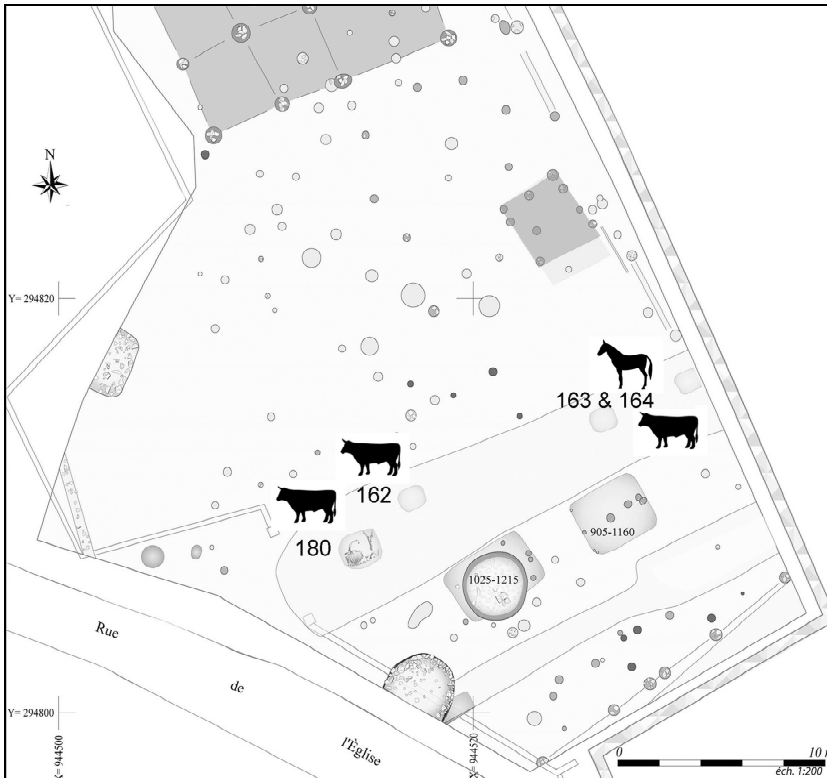 N
Y= 294820
163 & 164
162
180
905-1160
1025-1215
Rue
de
l'Église
Y= 294800
X= 944500
X= 944520
0
10 m
éch. 1:200